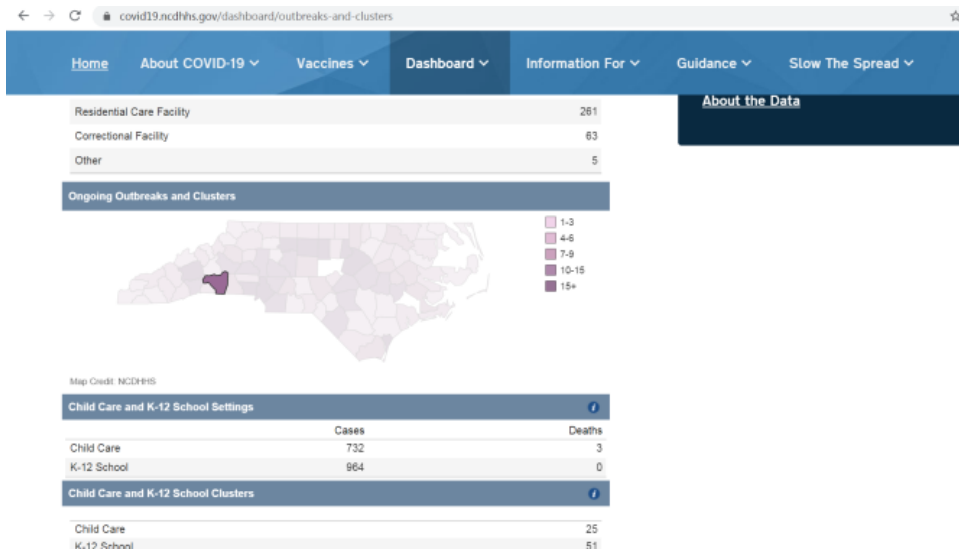 covid19.ncdhhs.gov/dashboard/outbreaks-and-clusters
Home About COVID-19 Vaccines Dashboard Information For Guidance Slow The Spread
About the Data
Residential Care Facility 261
Correctional Facility 63
Other 5
Ongoing Outbreaks and Clusters
1-3
4-6
7-9
10-15
15+
Map Credit: NCDHHS
Child Care and K-12 School Settings
Cases Deaths
Child Care 732 3
K-12 School 964 0
Child Care and K-12 School Clusters
Child Care 25
K-12 School 51